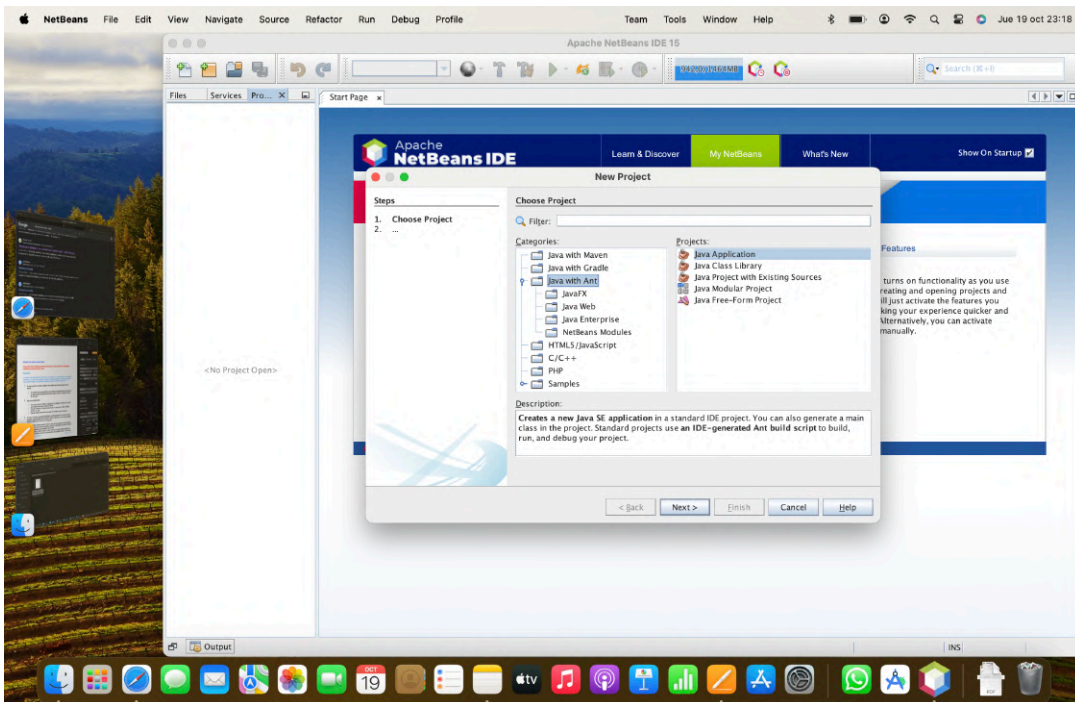 NetBeans File Edit View Navigate Source Refactor Run Debug Profile Team Tools Window Help Jue 19 oct 23:18
Apache NetBeans IDE 15
Search (⌘+I)
Files Services Pro... Start Page
Apache
NetBeans IDE
Learn & Discover My NetBeans What's New Show On Startup
New Project
Steps
1. Choose Project
2. ...
Choose Project
Filter:
Categories:
Java with Maven
Java with Gradle
Java with Ant
JavaFX
Java Web
Java Enterprise
NetBeans Modules
HTML5/JavaScript
C/C++
PHP
Samples
Projects:
Java Application
Java Class Library
Java Project with Existing Sources
Java Modular Project
Java Free-Form Project
Description:
Creates a new Java SE application in a standard IDE project. You can also generate a main
class in the project. Standard projects use an IDE-generated Ant build script to build,
run, and debug your project.
< Back Next > Finish Cancel Help
Features
turns on functionality as you use
reating and opening projects and
ill just activate the features you
king your experience quicker and
Alternatively, you can activate
manually.
<No Project Open>
Output
INS
OCT
19
tv
PDF